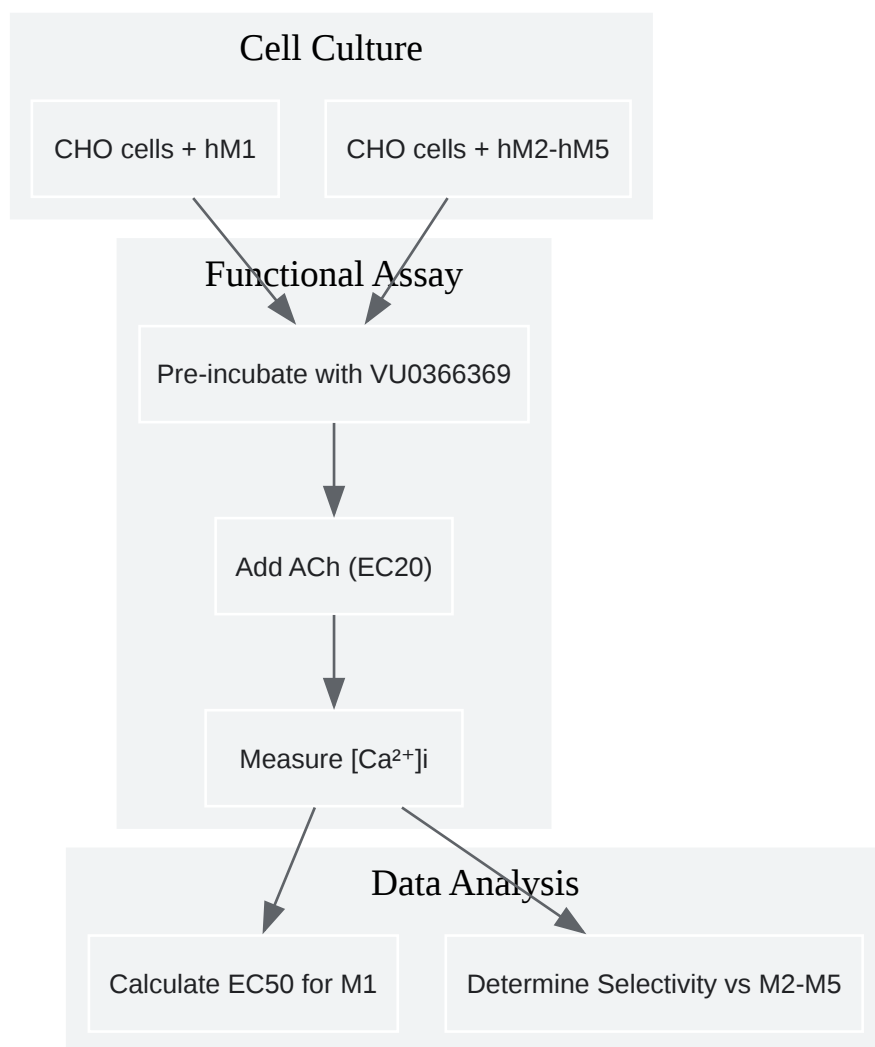 Cell Culture
CHO cells + hM1
CHO cells + hM2-hM5
Functional Assay
Pre-incubate with VU0366369
Add ACh (EC20)
Measure [Ca²⁺]i
Data Analysis
Calculate EC50 for M1
Determine Selectivity vs M2-M5